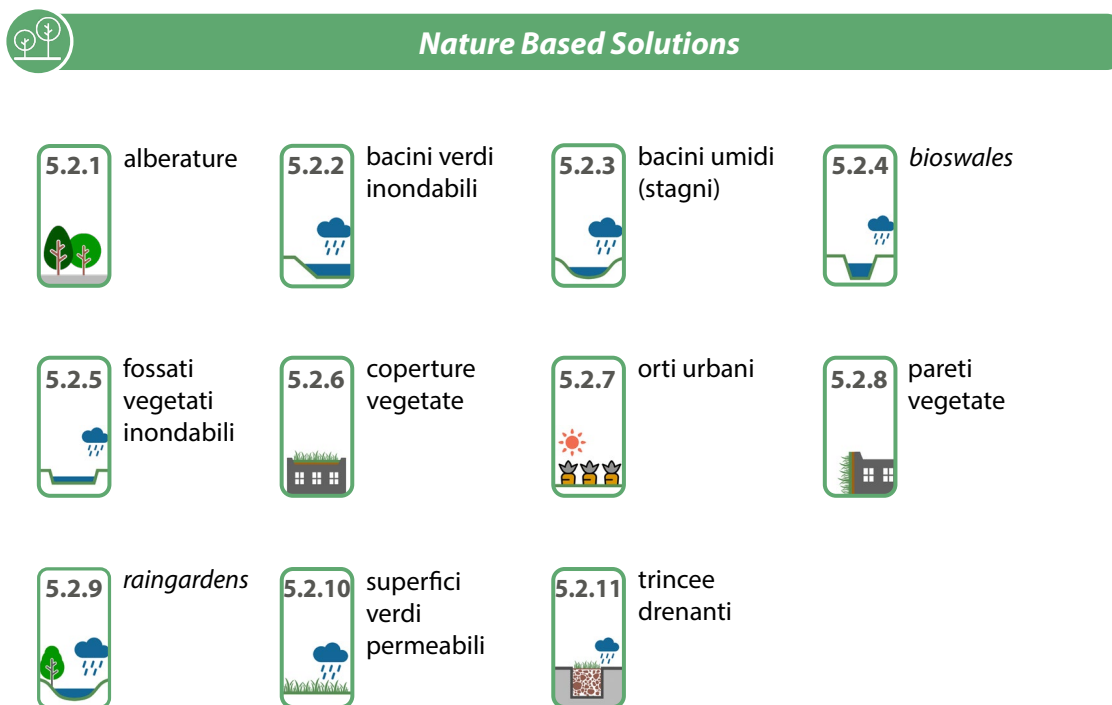 Nature Based Solutions
5.2.1
alberature
5.2.2
bacini verdi
inondabili
5.2.3
bacini umidi
(stagni)
5.2.4
bioswales
5.2.5
fossati
vegetati
inondabili
5.2.6
coperture
vegetate
5.2.7
orti urbani
5.2.8
pareti
vegetate
5.2.9
raingardens
5.2.10
superfici
verdi
permeabili
5.2.11
trincee
drenanti